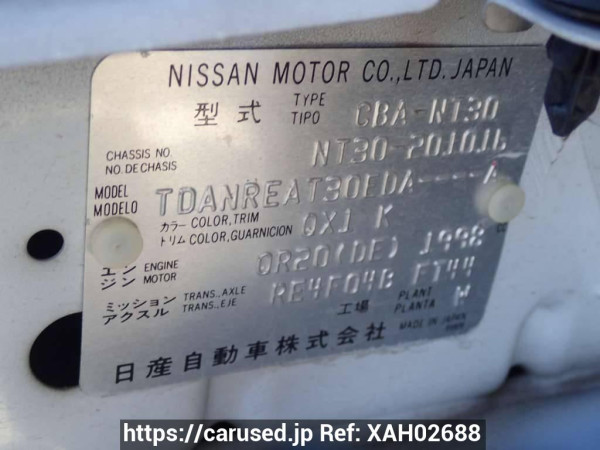 NISSAN MOTOR CO.,LTD. JAPAN
型式 TYPE TIPO CBA-NT30
CHASSIS NO. NO. DE CHASIS NT30-201016
MODEL MODELO TDANREAT30EDA----A
カラー COLOR,TRIM
トリム COLOR,GUARNICION QX1 K
エンジン ENGINE MOTOR QR20(DE) 1998 CC
ミッション アクスル TRANS.,AXLE TRANS.,EJE RE4F04B FT44
工場 PLANT PLANTA W
日産自動車株式会社 MADE IN JAPAN
https://carused.jp Ref: XAH02688